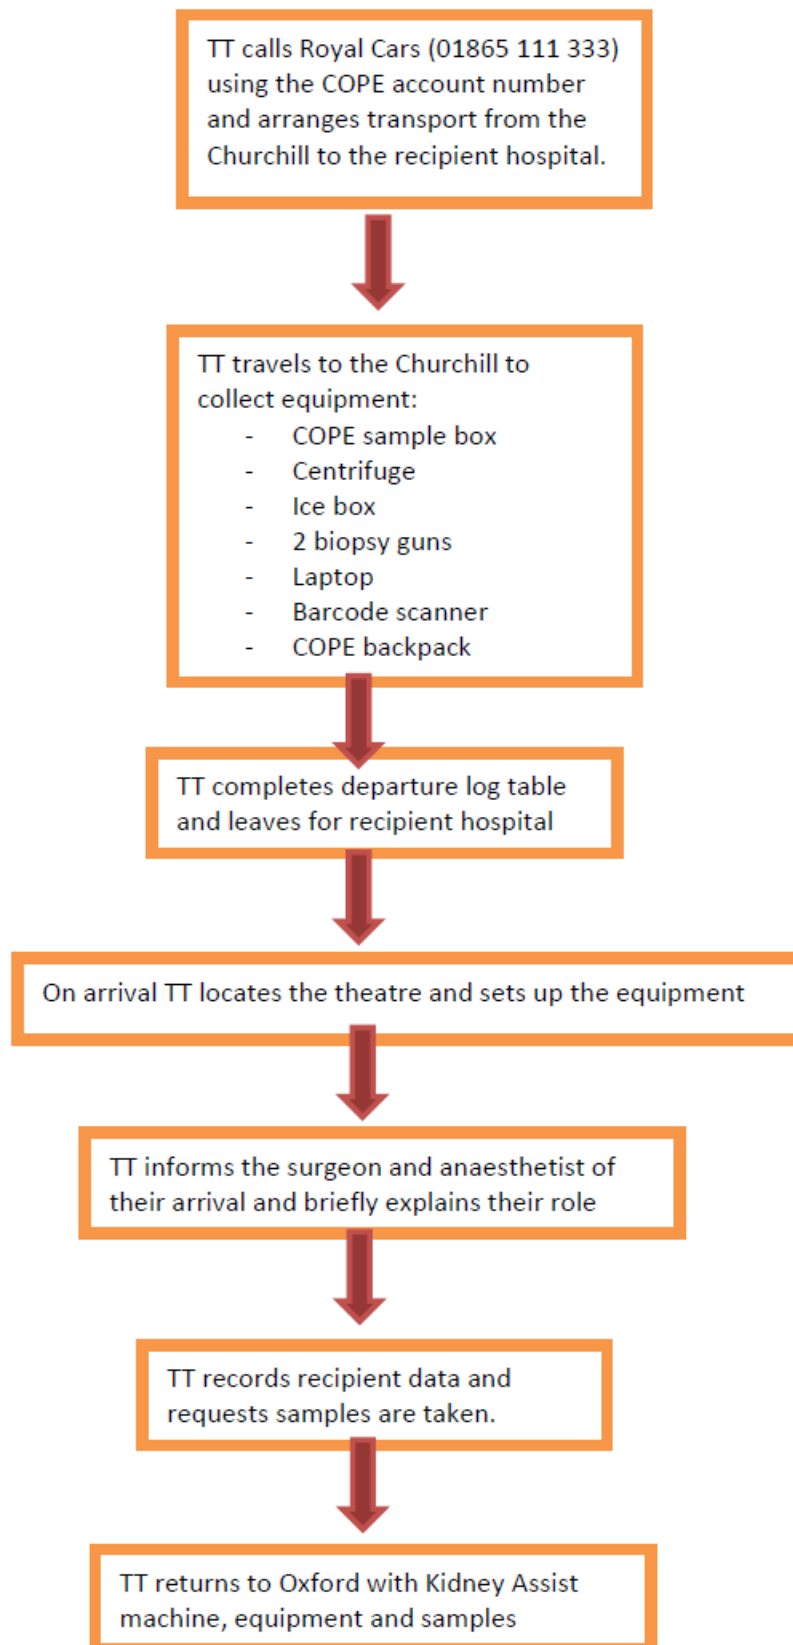 TT calls Royal Cars (01865 111 333)
using the COPE account number
and arranges transport from the
Churchill to the recipient hospital.
TT travels to the Churchill to
collect equipment:
- COPE sample box
- Centrifuge
- Ice box
- 2 biopsy guns
- Laptop
- Barcode scanner
- COPE backpack
TT completes departure log table
and leaves for recipient hospital
On arrival TT locates the theatre and sets up the equipment
TT informs the surgeon and anaesthetist of
their arrival and briefly explains their role
TT records recipient data and
requests samples are taken.
TT returns to Oxford with Kidney Assist
machine, equipment and samples